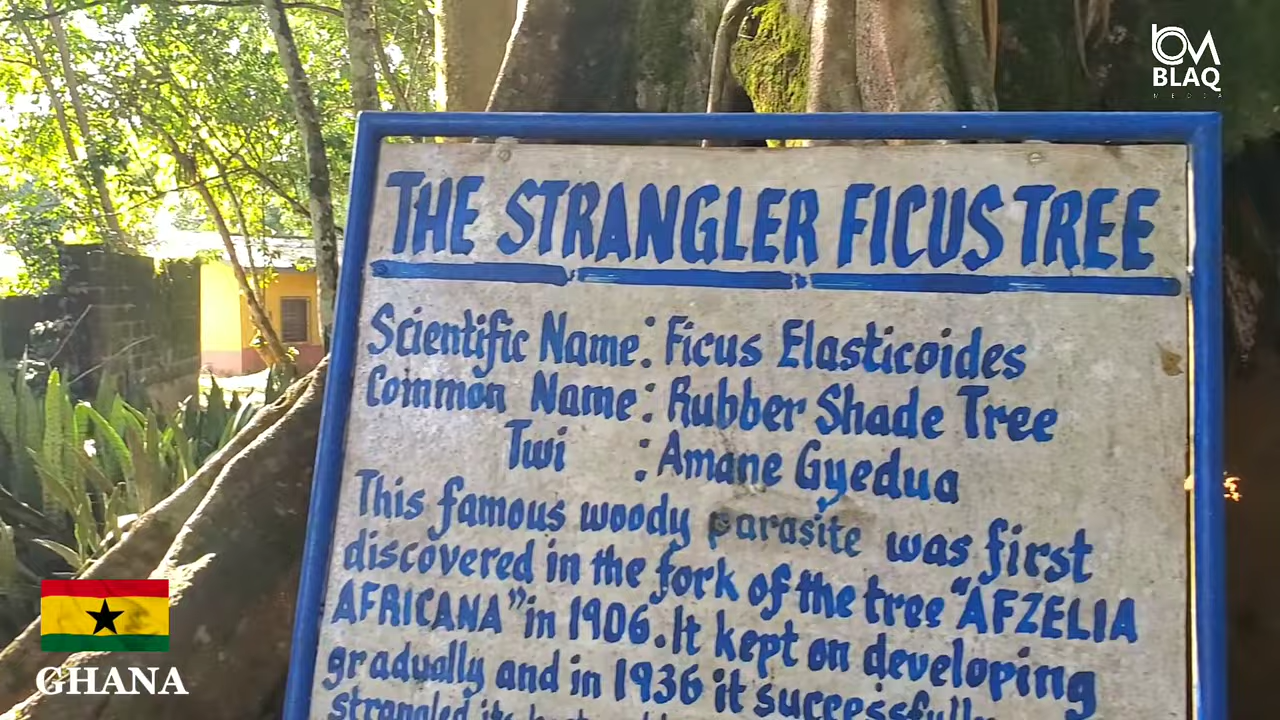 BM
BLAQ
MEDIA
THE STRANGLER FICUS TREE
Scientific Name: Ficus Elasticoides
Common Name: Rubber Shade Tree
Twi : Amane Gyedua
This famous woody parasite was first
discovered in the fork of the tree "AFZELIA
AFRICANA" in 1906. It kept on developing
gradually and in 1936 it successfully
strangled its
GHANA